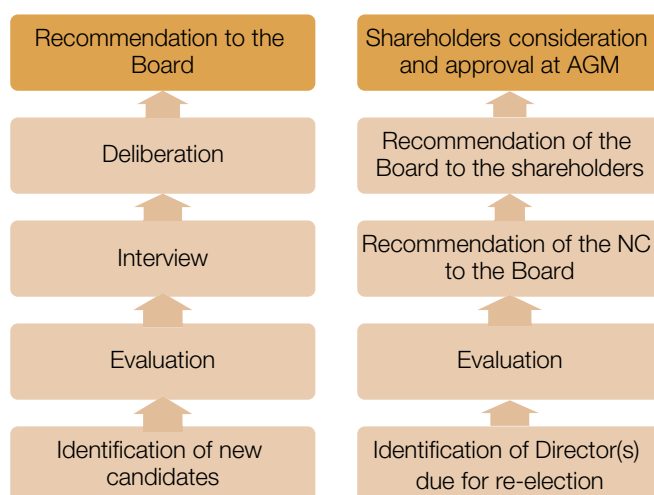 Recommendation to the
Board
Deliberation
Interview
Evaluation
Identification of new
candidates
Shareholders consideration
and approval at AGM
Recommendation of the
Board to the shareholders
Recommendation of the NC
to the Board
Evaluation
Identification of Director(s)
due for re-election